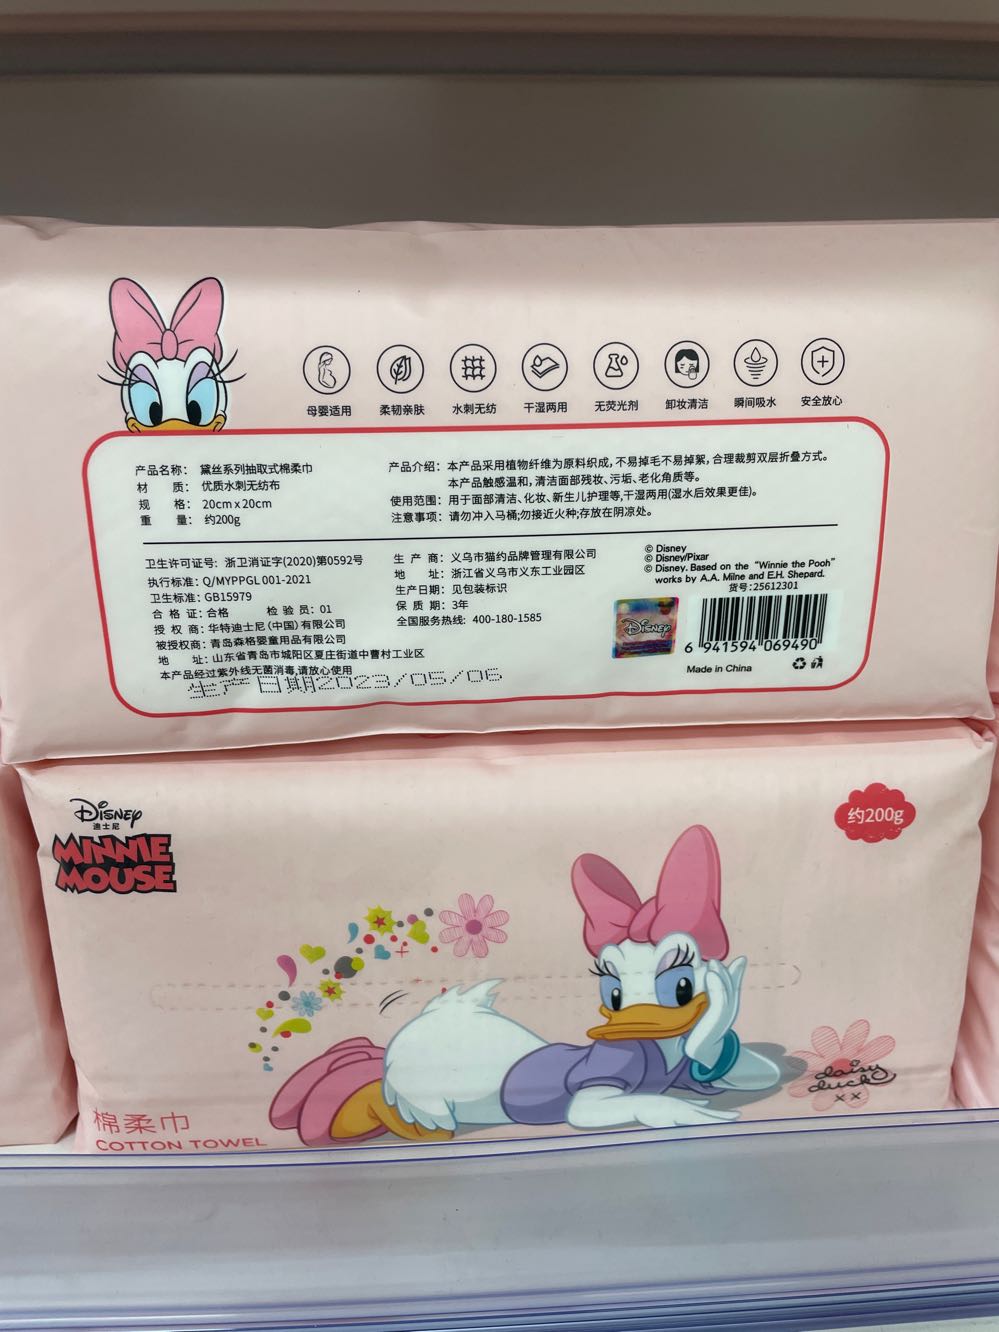 母婴适用
柔韧亲肤
水刺无纺
干湿两用
无荧光剂
卸妆清洁
瞬间吸水
安全放心
产品名称： 黛丝系列抽取式棉柔巾
材 质： 优质水刺无纺布
规 格： 20cm x 20cm
重 量： 约200g
产品介绍：本产品采用植物纤维为原料织成，不易掉毛不易掉絮，合理裁剪双层折叠方式。
本产品触感温和，清洁面部残妆、污垢、老化角质等。
使用范围：用于面部清洁、化妆、新生儿护理等，干湿两用(湿水后效果更佳)。
注意事项：请勿冲入马桶；勿接近火种；存放在阴凉处。
卫生许可证号：浙卫消证字(2020)第0592号
执行标准：Q/MYPPGL 001-2021
卫生标准：GB15979
合 格 证：合格 检 验 员：01
授 权 商：华特迪士尼(中国)有限公司
被授权商：青岛森格婴童用品有限公司
地 址：山东省青岛市城阳区夏庄街道中曹村工业区
本产品经过紫外线无菌消毒，请放心使用
生产日期2023/05/06
生 产 商：义乌市猫约品牌管理有限公司
地 址：浙江省义乌市义东工业园区
生产日期：见包装标识
保 质 期：3年
全国服务热线：400-180-1585
© Disney
© Disney/Pixar
© Disney. Based on the “Winnie the Pooh”
works by A.A. Milne and E.H. Shepard.
货号：25612301
Disney
6 941594 069490
Made in China
Disney
迪士尼
MINNIE
MOUSE
约200g
daisy
duck
x x
棉柔巾
COTTON TOWEL